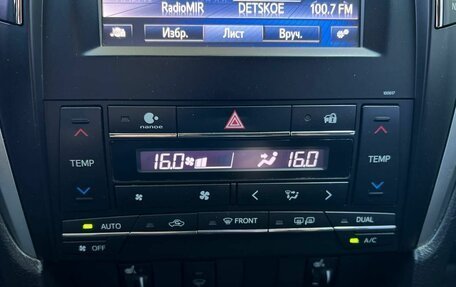 RadioMIR DETSKOE 100.7 FM
Избр. Лист Вруч.
100617
nanoe
TEMP 16.0 16.0 TEMP
AUTO FRONT DUAL
OFF A/C